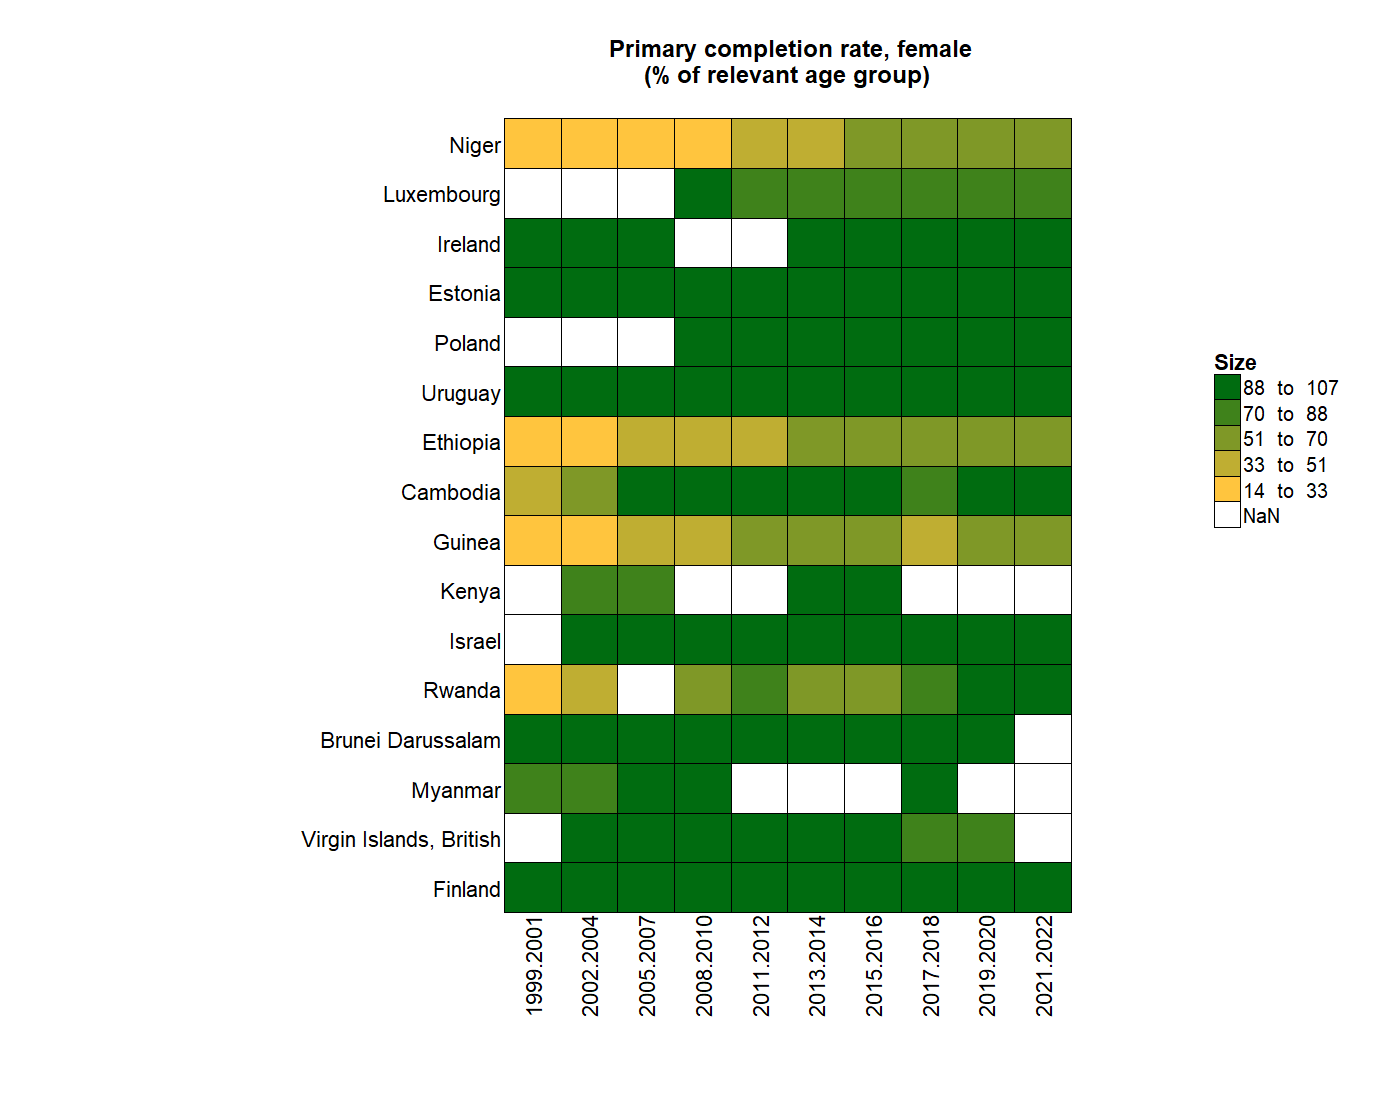 Primary completion rate, female
(% of relevant age group)
Niger
Luxembourg
Ireland
Estonia
Poland
Uruguay
Ethiopia
Cambodia
Guinea
Kenya
Israel
Rwanda
Brunei Darussalam
Myanmar
Virgin Islands, British
Finland
1999.2001
2002.2004
2005.2007
2008.2010
2011.2012
2013.2014
2015.2016
2017.2018
2019.2020
2021.2022
Size
88 to 107
70 to 88
51 to 70
33 to 51
14 to 33
NaN